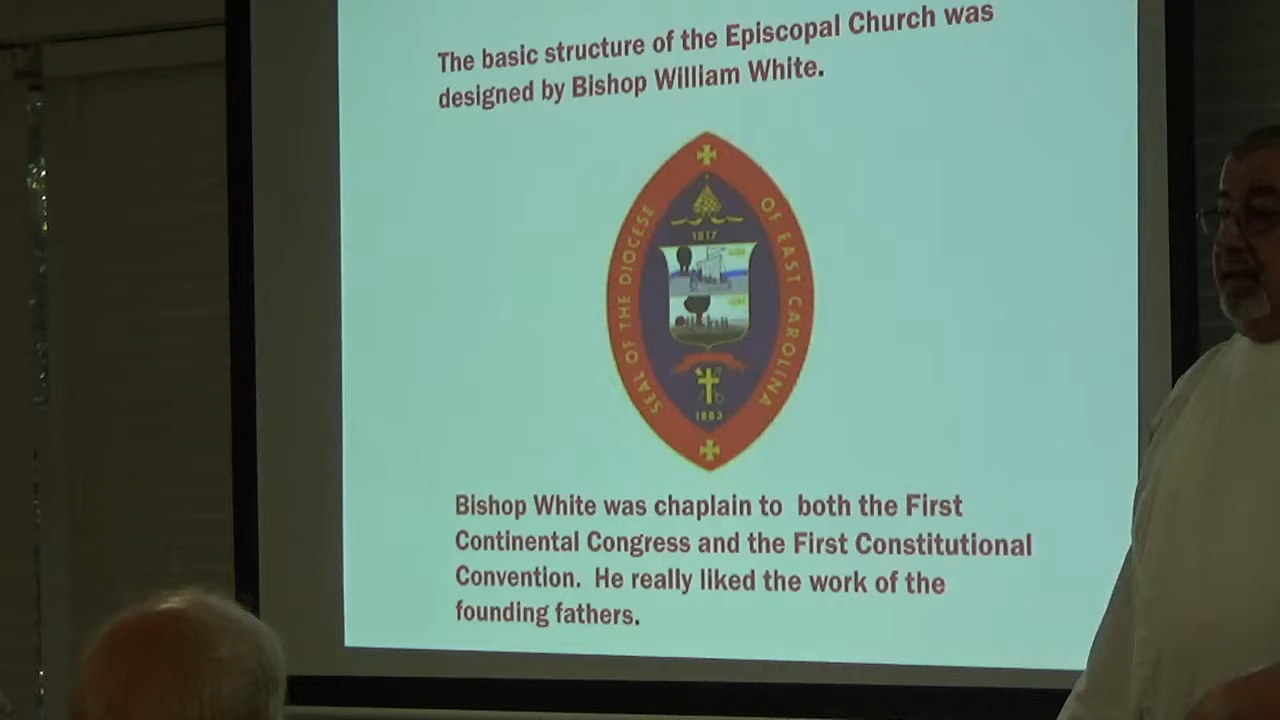 The basic structure of the Episcopal Church was
designed by Bishop William White.
SEAL OF THE DIOCESE
OF EAST CAROLINA
1817
1883
Bishop White was chaplain to both the First
Continental Congress and the First Constitutional
Convention. He really liked the work of the
founding fathers.